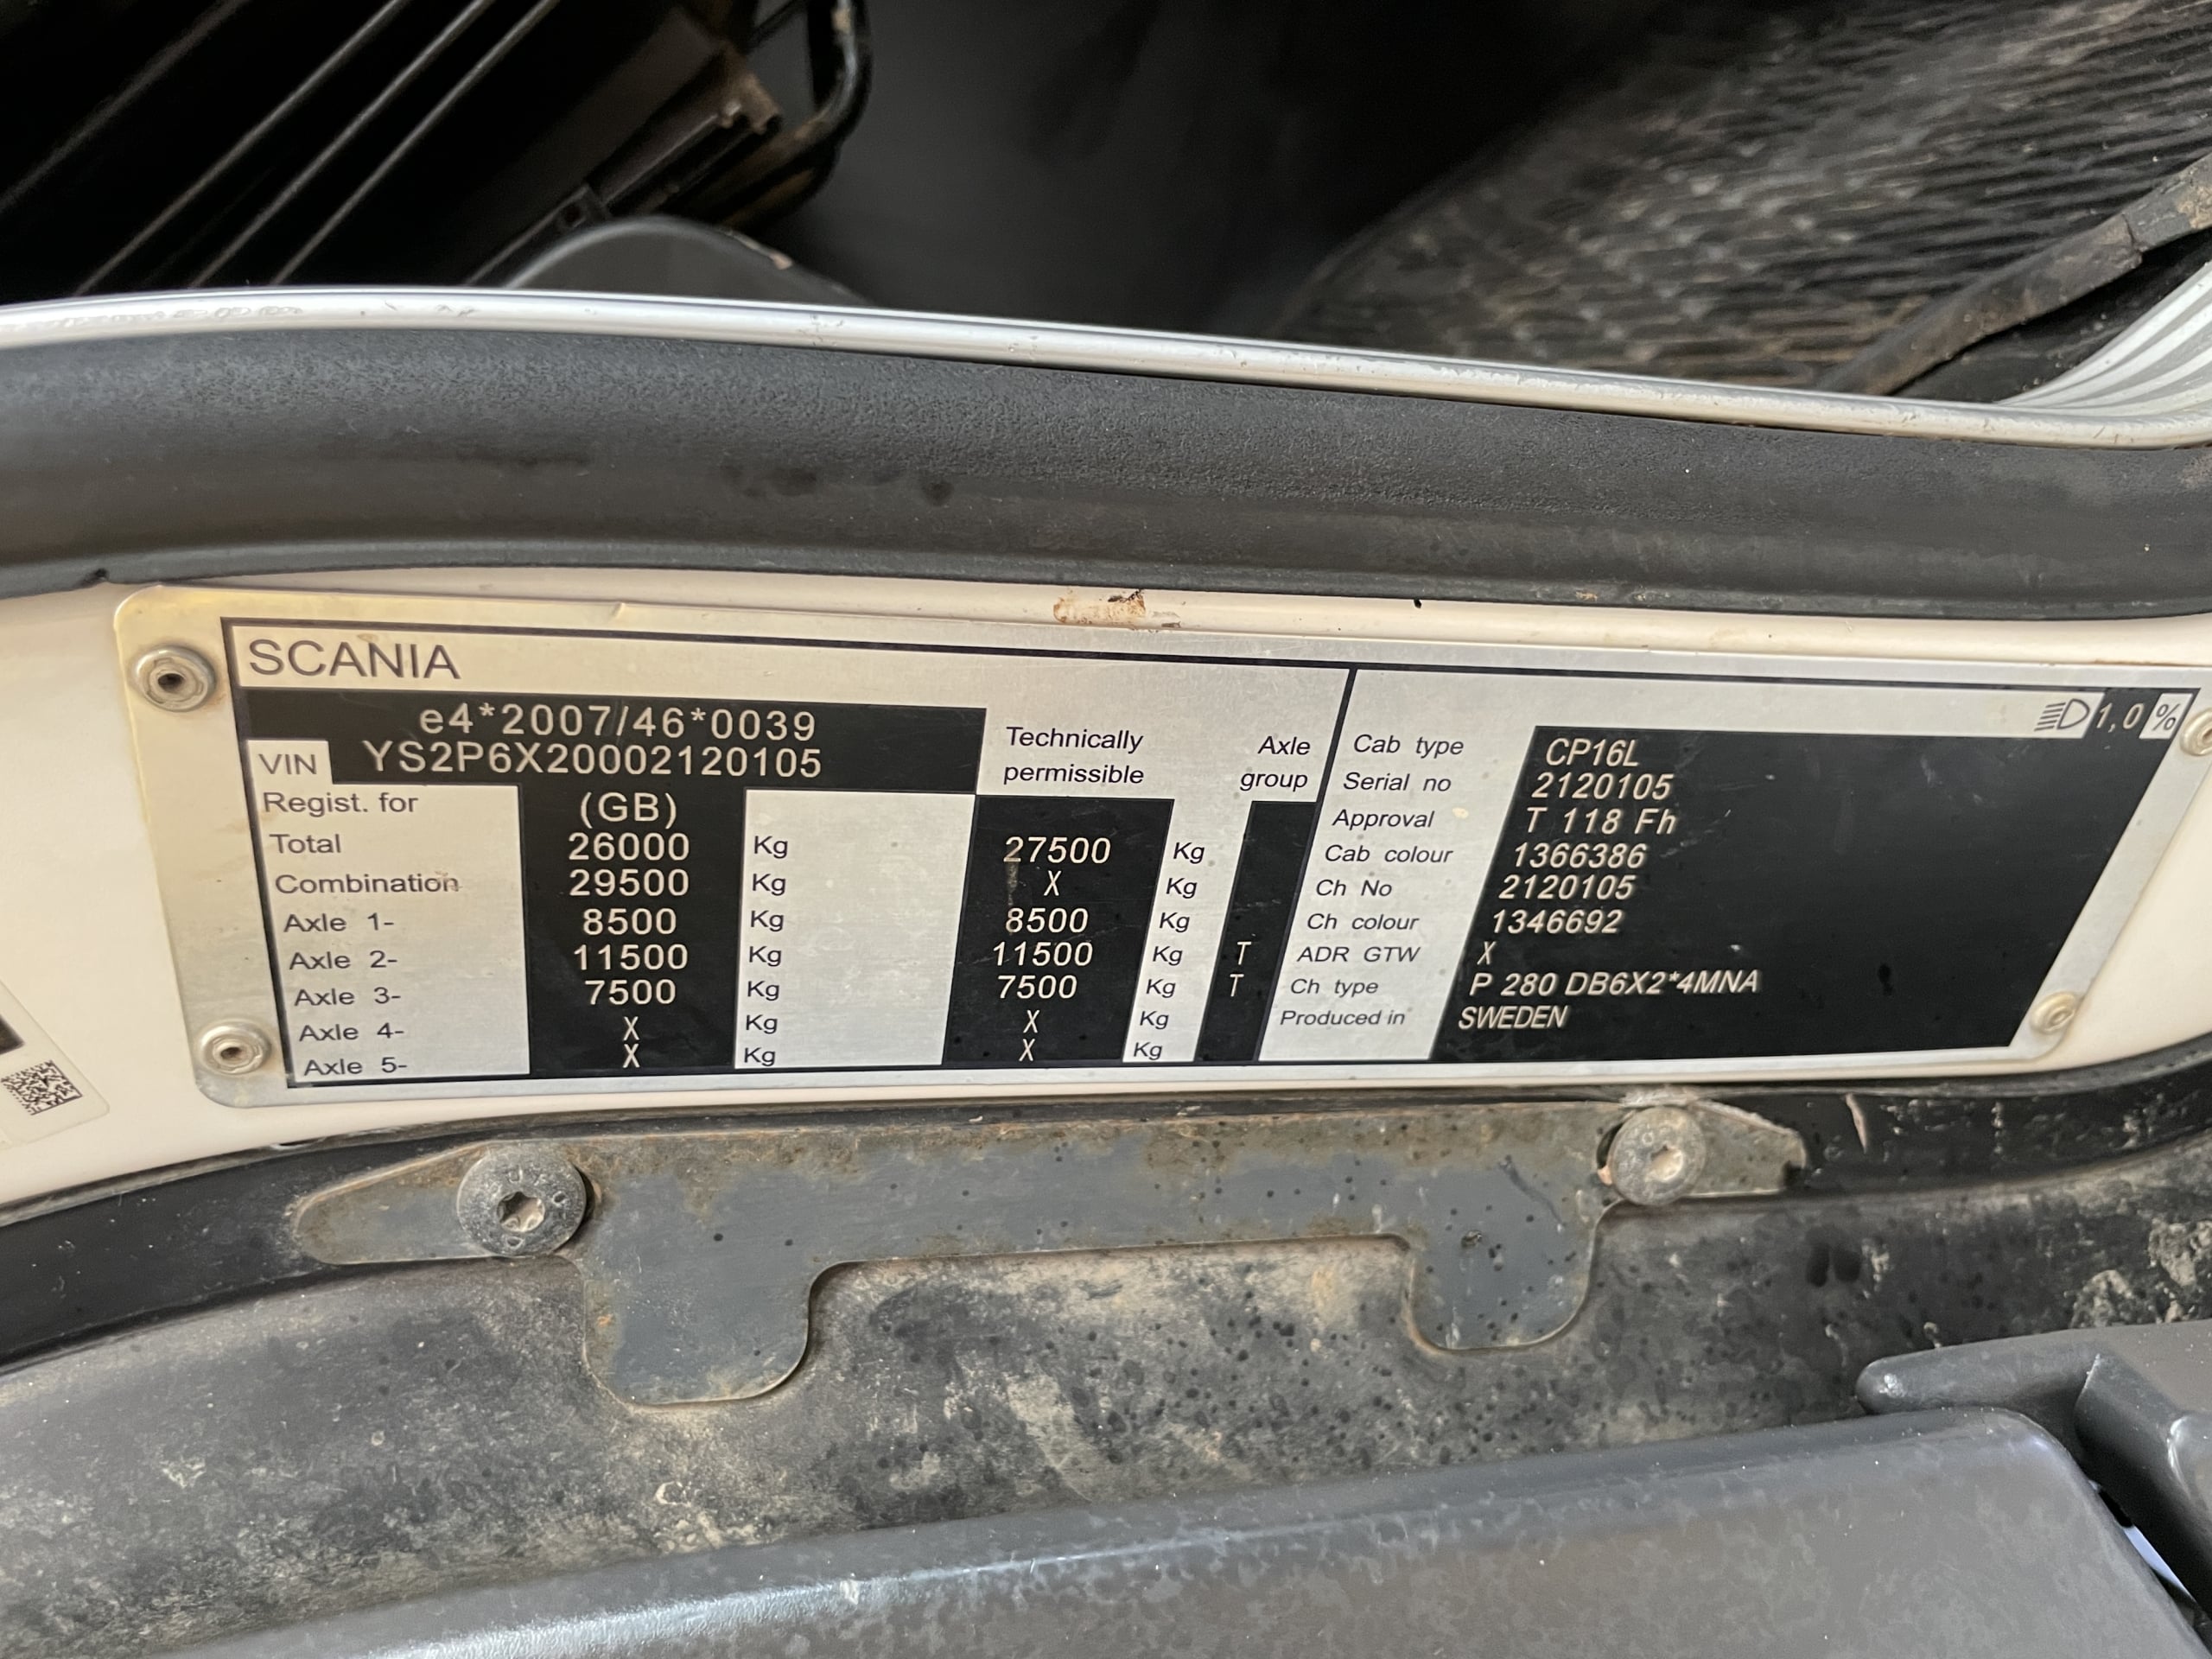 SCANIA
e4*2007/46*0039
VIN YS2P6X20002120105
Technically permissible
Axle group
Regist. for (GB)
Total 26000 Kg 27500 Kg
Combination 29500 Kg X Kg
Axle 1- 8500 Kg 8500 Kg
Axle 2- 11500 Kg 11500 Kg T
Axle 3- 7500 Kg 7500 Kg T
Axle 4- X Kg X Kg
Axle 5- X Kg X Kg
1,0 %
Cab type CP16L
Serial no 2120105
Approval T 118 Fh
Cab colour 1366386
Ch No 2120105
Ch colour 1346692
ADR GTW X
Ch type P 280 DB6X2*4MNA
Produced in SWEDEN